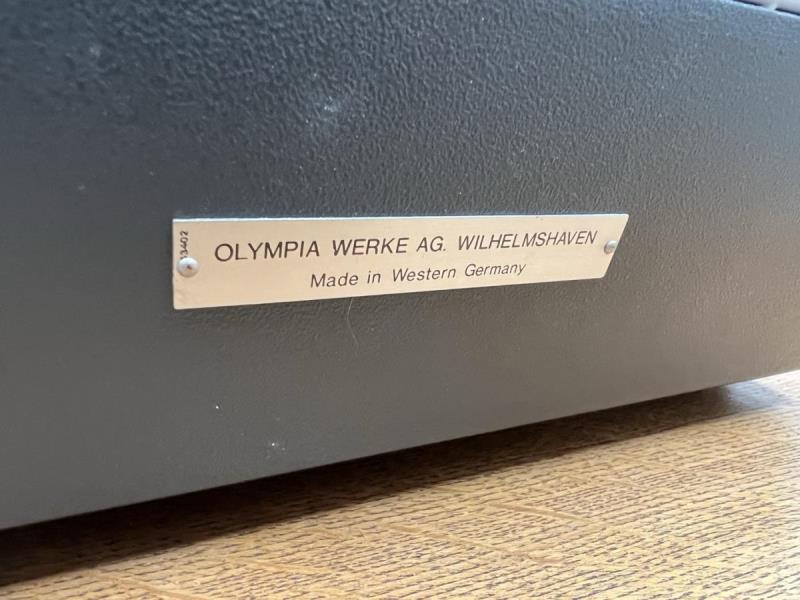 OLYMPIA WERKE AG. WILHELMSHAVEN
Made in Western Germany